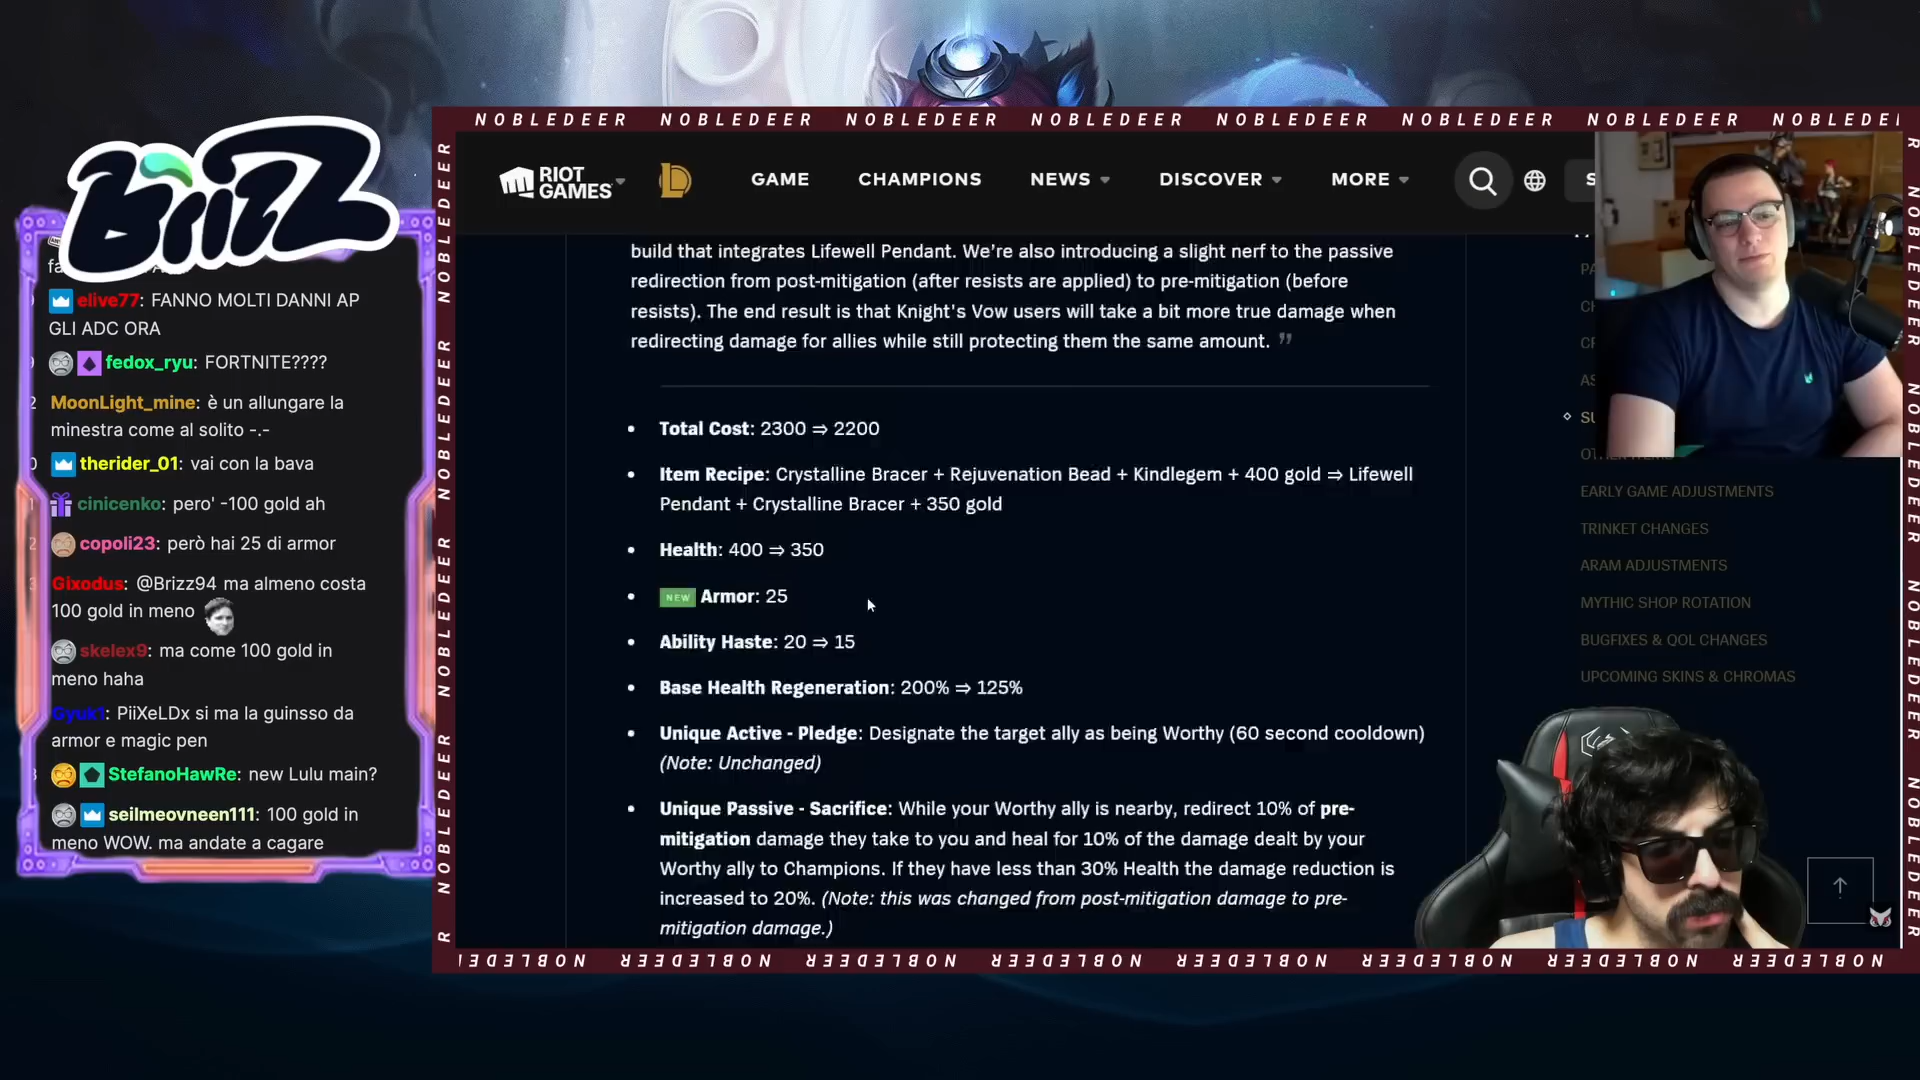 NOBLEDEER NOBLEDEER NOBLEDEER NOBLEDEER NOBLEDEER NOBLEDEER NOBLEDEER NOBLEDE
Brizz
elive77: FANNO MOLTI DANNI AP
GLI ADC ORA
fedox_ryu: FORTNITE????
MoonLight_mine: è un allungare la
minestra come al solito -.-
therider_01: vai con la bava
cinicenko: pero' -100 gold ah
copoli23: però hai 25 di armor
Gixodus: @Brizz94 ma almeno costa
100 gold in meno
skelex9: ma come 100 gold in
meno haha
Gyuk1: PiiXeLDx si ma la guinsso da
armor e magic pen
StefanoHawRe: new Lulu main?
seilmeovneen111: 100 gold in
meno WOW. ma andate a cagare
RIOT
GAMES
GAME CHAMPIONS NEWS DISCOVER MORE
build that integrates Lifewell Pendant. We're also introducing a slight nerf to the passive
redirection from post-mitigation (after resists are applied) to pre-mitigation (before
resists). The end result is that Knight's Vow users will take a bit more true damage when
redirecting damage for allies while still protecting them the same amount. ”
• Total Cost: 2300 ⇒ 2200
• Item Recipe: Crystalline Bracer + Rejuvenation Bead + Kindlegem + 400 gold ⇒ Lifewell
Pendant + Crystalline Bracer + 350 gold
• Health: 400 ⇒ 350
• NEW Armor: 25
• Ability Haste: 20 ⇒ 15
• Base Health Regeneration: 200% ⇒ 125%
• Unique Active - Pledge: Designate the target ally as being Worthy (60 second cooldown)
(Note: Unchanged)
• Unique Passive - Sacrifice: While your Worthy ally is nearby, redirect 10% of pre-
mitigation damage they take to you and heal for 10% of the damage dealt by your
Worthy ally to Champions. If they have less than 30% Health the damage reduction is
increased to 20%. (Note: this was changed from post-mitigation damage to pre-
mitigation damage.)
EARLY GAME ADJUSTMENTS
TRINKET CHANGES
ARAM ADJUSTMENTS
MYTHIC SHOP ROTATION
BUGFIXES & QOL CHANGES
UPCOMING SKINS & CHROMAS
NOBLEDEER NOBLEDEER NOBLEDEER NOBLEDEER NOBLEDEER NOBLEDEER NOBLEDEER NOBLEDEER